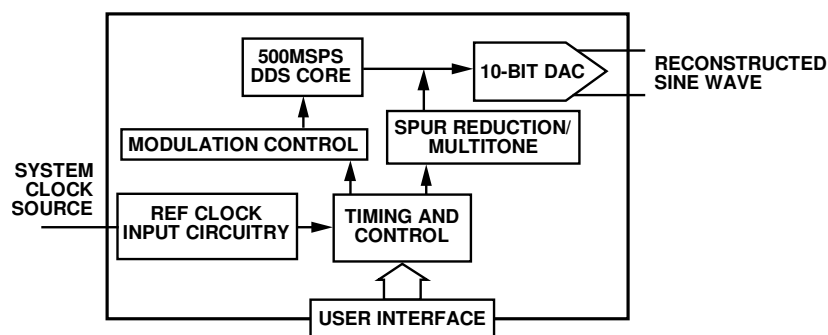 500MSPS
DDS CORE
10-BIT DAC
RECONSTRUCTED
SINE WAVE
MODULATION CONTROL
SPUR REDUCTION/
MULTITONE
SYSTEM
CLOCK
SOURCE
REF CLOCK
INPUT CIRCUITRY
TIMING AND
CONTROL
USER INTERFACE